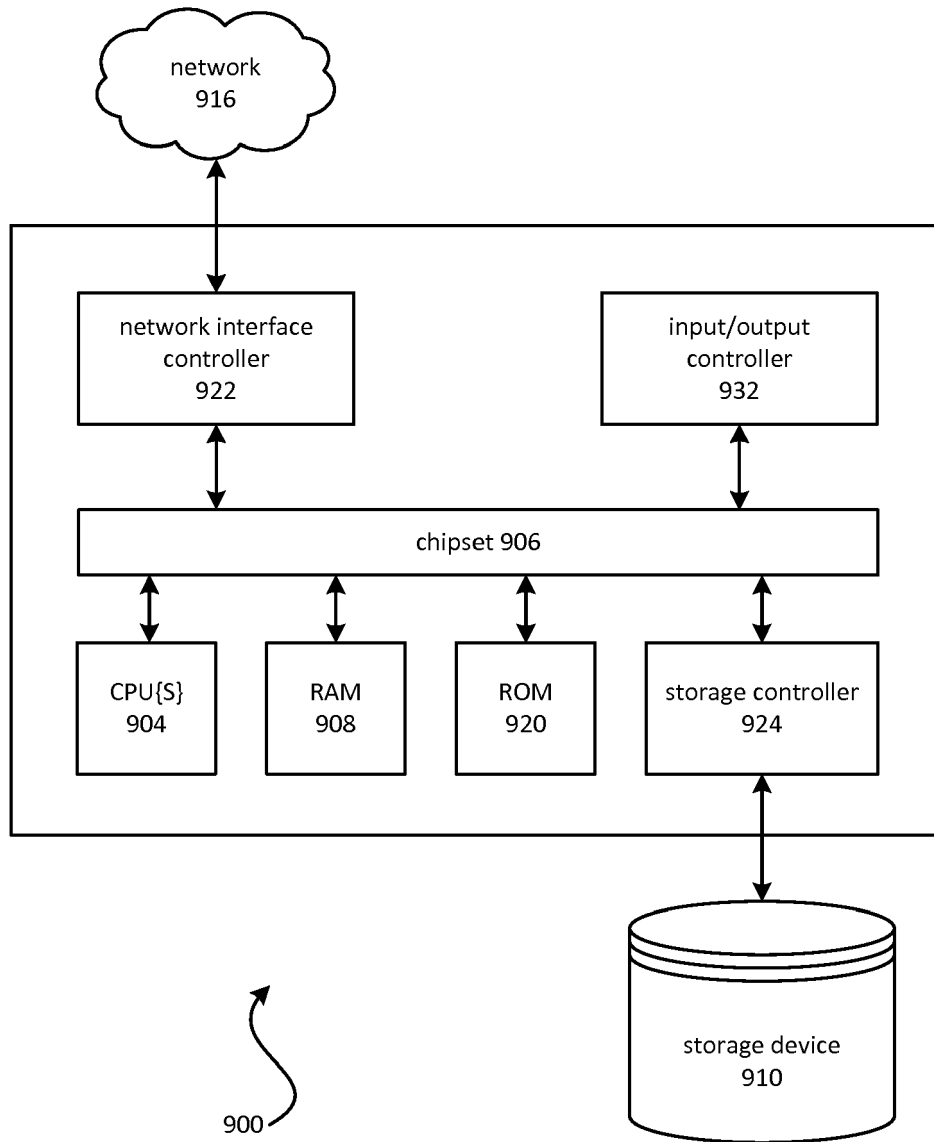 network
916
network interface
controller
922
input/output
controller
932
chipset 906
CPU{S}
904
RAM
908
ROM
920
storage controller
924
storage device
910
900